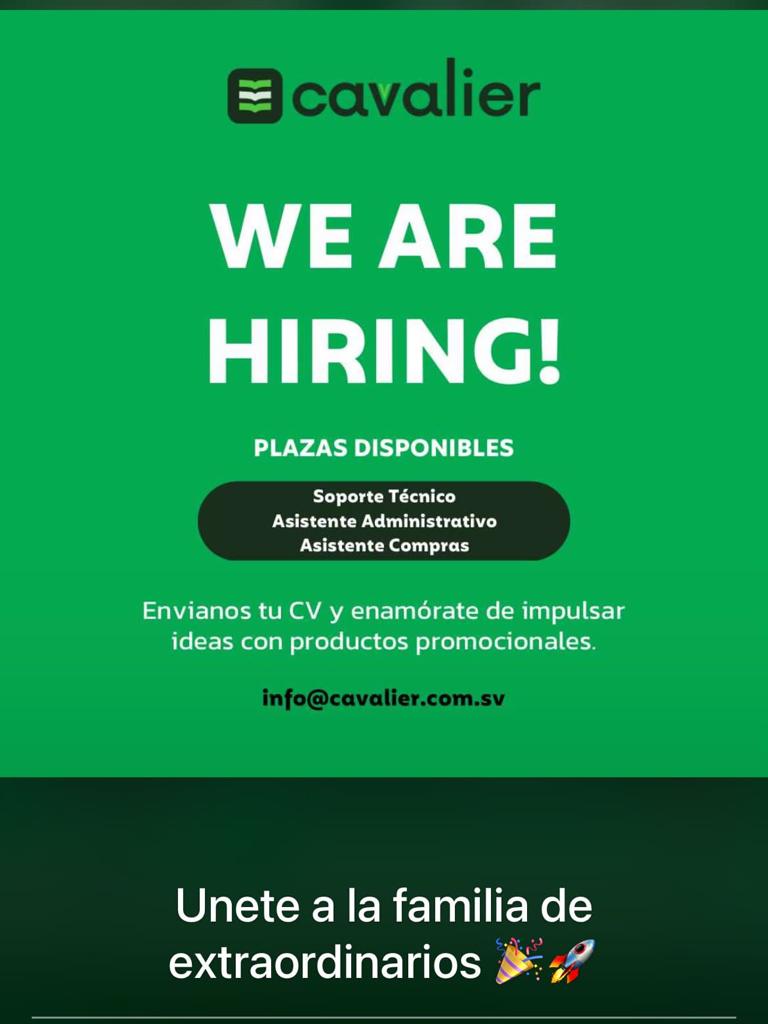 cavalier
WE ARE
HIRING!
PLAZAS DISPONIBLES
Soporte Técnico
Asistente Administrativo
Asistente Compras
Envianos tu CV y enamórate de impulsar
ideas con productos promocionales.
info@cavalier.com.sv
Unete a la familia de
extraordinarios 🎉🚀